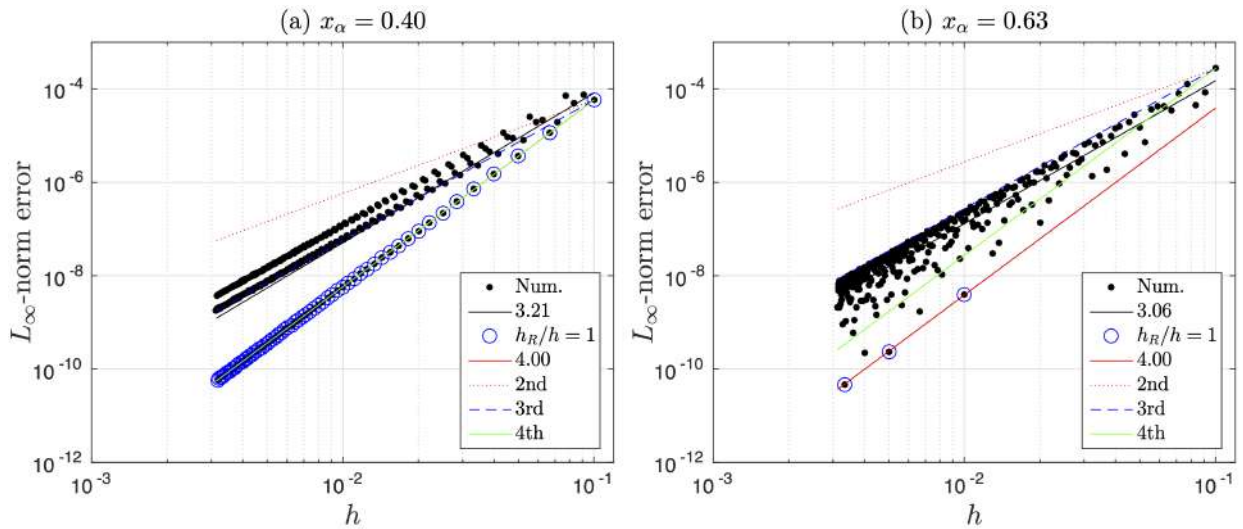 (a) $x_\alpha = 0.40$
10^{-4}
10^{-6}
10^{-8}
10^{-10}
10^{-12}
L_∞-norm error
10^{-3}
10^{-2}
10^{-1}
h
Num.
3.21
h_R/h = 1
4.00
2nd
3rd
4th
(b) $x_\alpha = 0.63$
10^{-4}
10^{-6}
10^{-8}
10^{-10}
10^{-12}
L_∞-norm error
10^{-3}
10^{-2}
10^{-1}
h
Num.
3.06
h_R/h = 1
4.00
2nd
3rd
4th